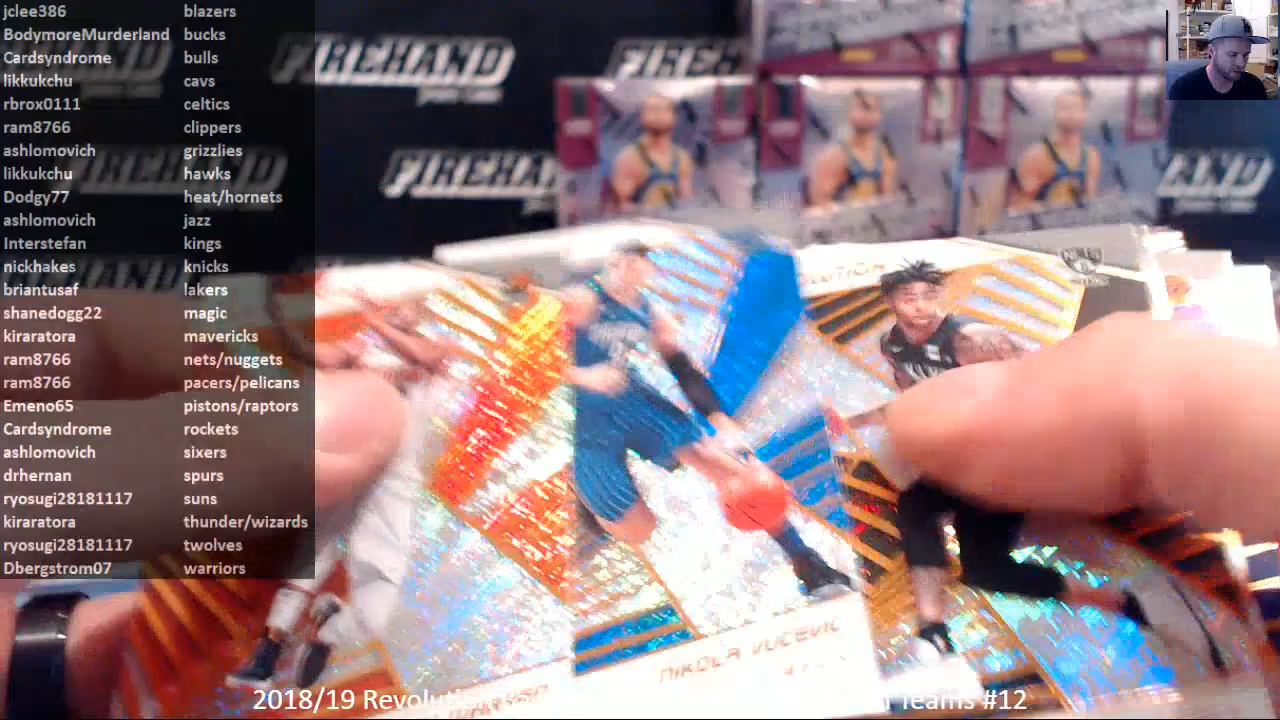 jclee386 blazers
BodymoreMurderland bucks
Cardsyndrome bulls
likkukchu cavs
rbrox0111 celtics
ram8766 clippers
ashlomovich grizzlies
likkukchu hawks
Dodgy77 heat/hornets
ashlomovich jazz
Interstefan kings
nickhakes knicks
briantusaf lakers
shanedogg22 magic
kiraratora mavericks
ram8766 nets/nuggets
ram8766 pacers/pelicans
Emeno65 pistons/raptors
Cardsyndrome rockets
ashlomovich sixers
drhernan spurs
ryosugi28181117 suns
kiraratora thunder/wizards
ryosugi28181117 twolves
Dbergstrom07 warriors
FIREHAND
FIREH
FIREHAND
FIREHA
AND
NIKOLA VUCEVIC
2018/19 Teams #12